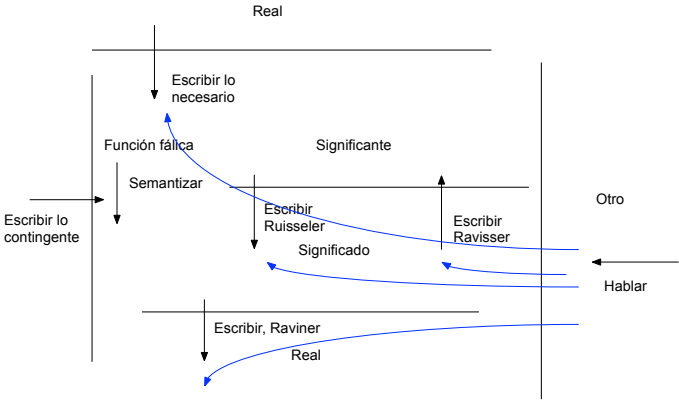 Real
Escribir lo
necesario
Función fálica
Significante
Semantizar
Escribir lo
contingente
Escribir
Ruisseler
Escribir
Ravisser
Otro
Significado
Hablar
Escribir, Raviner
Real